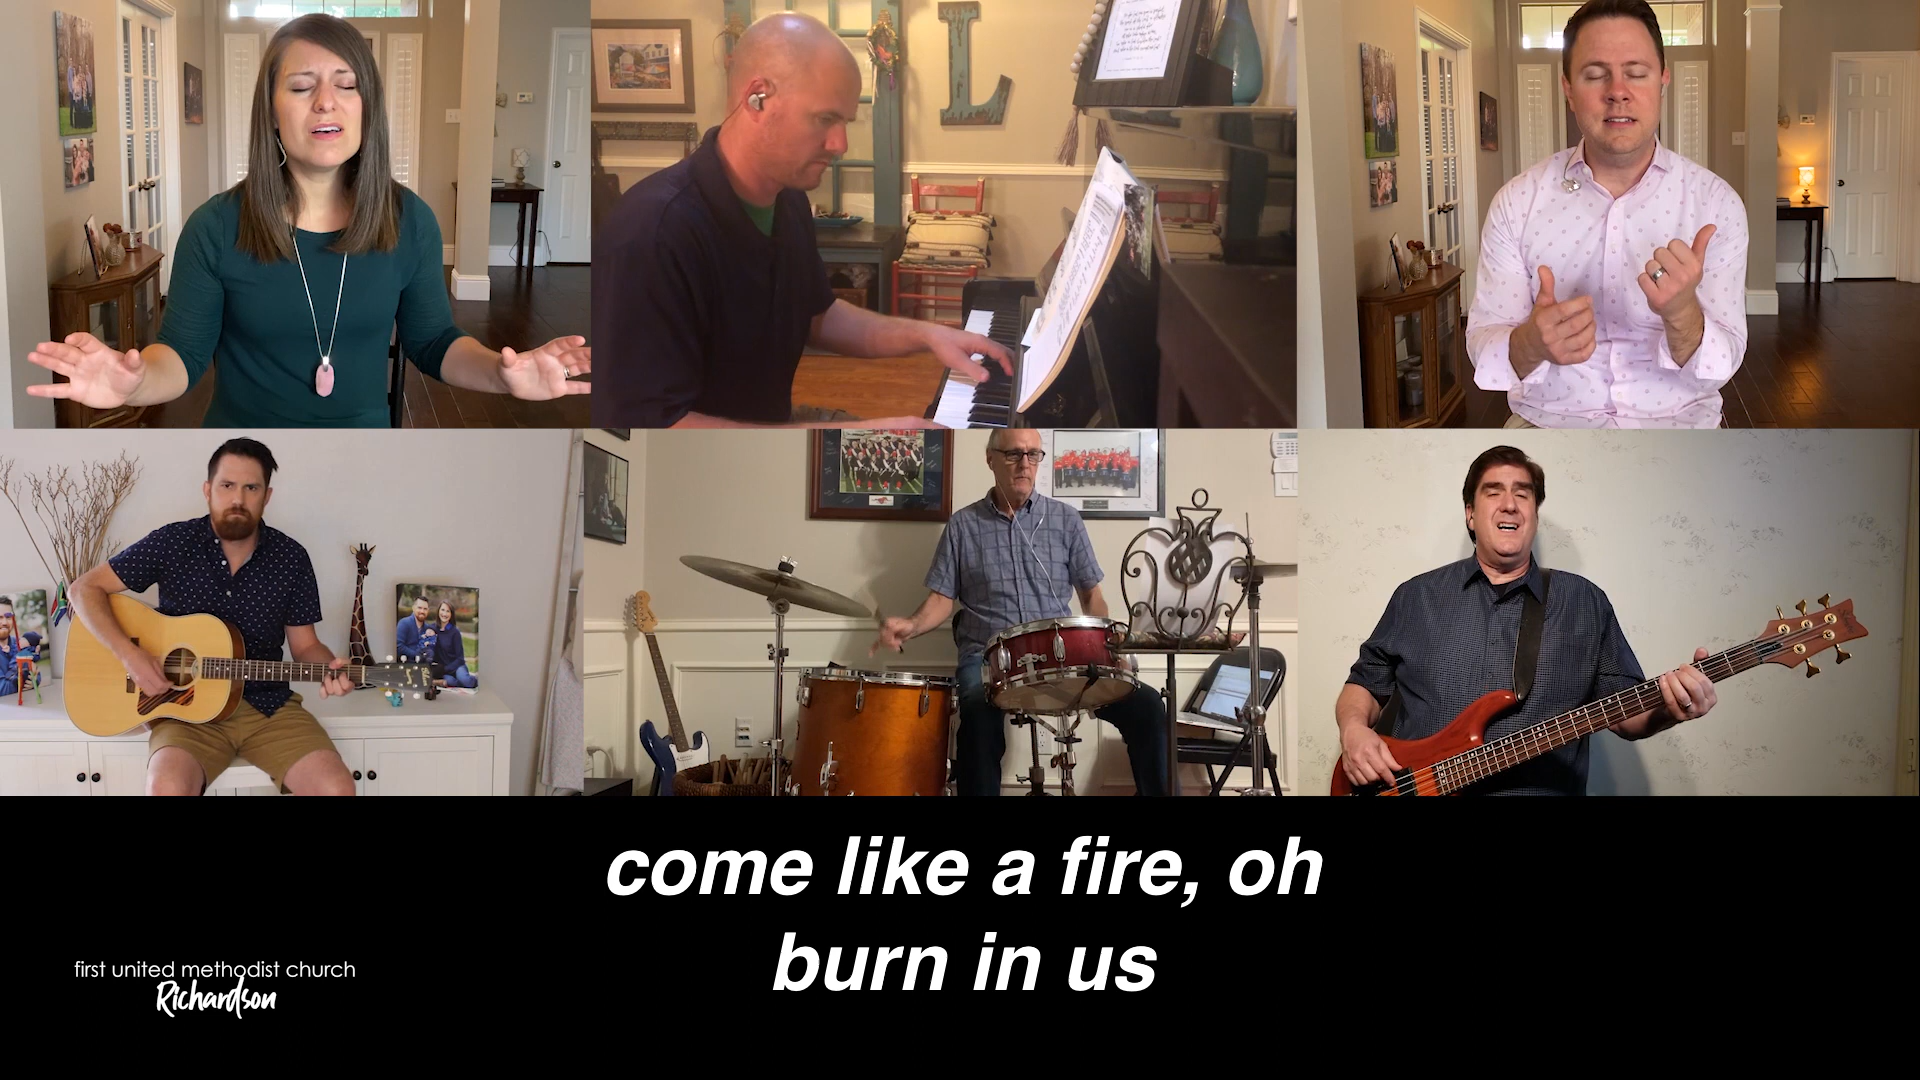 L
come like a fire, oh
burn in us
first united methodist church
Richardson